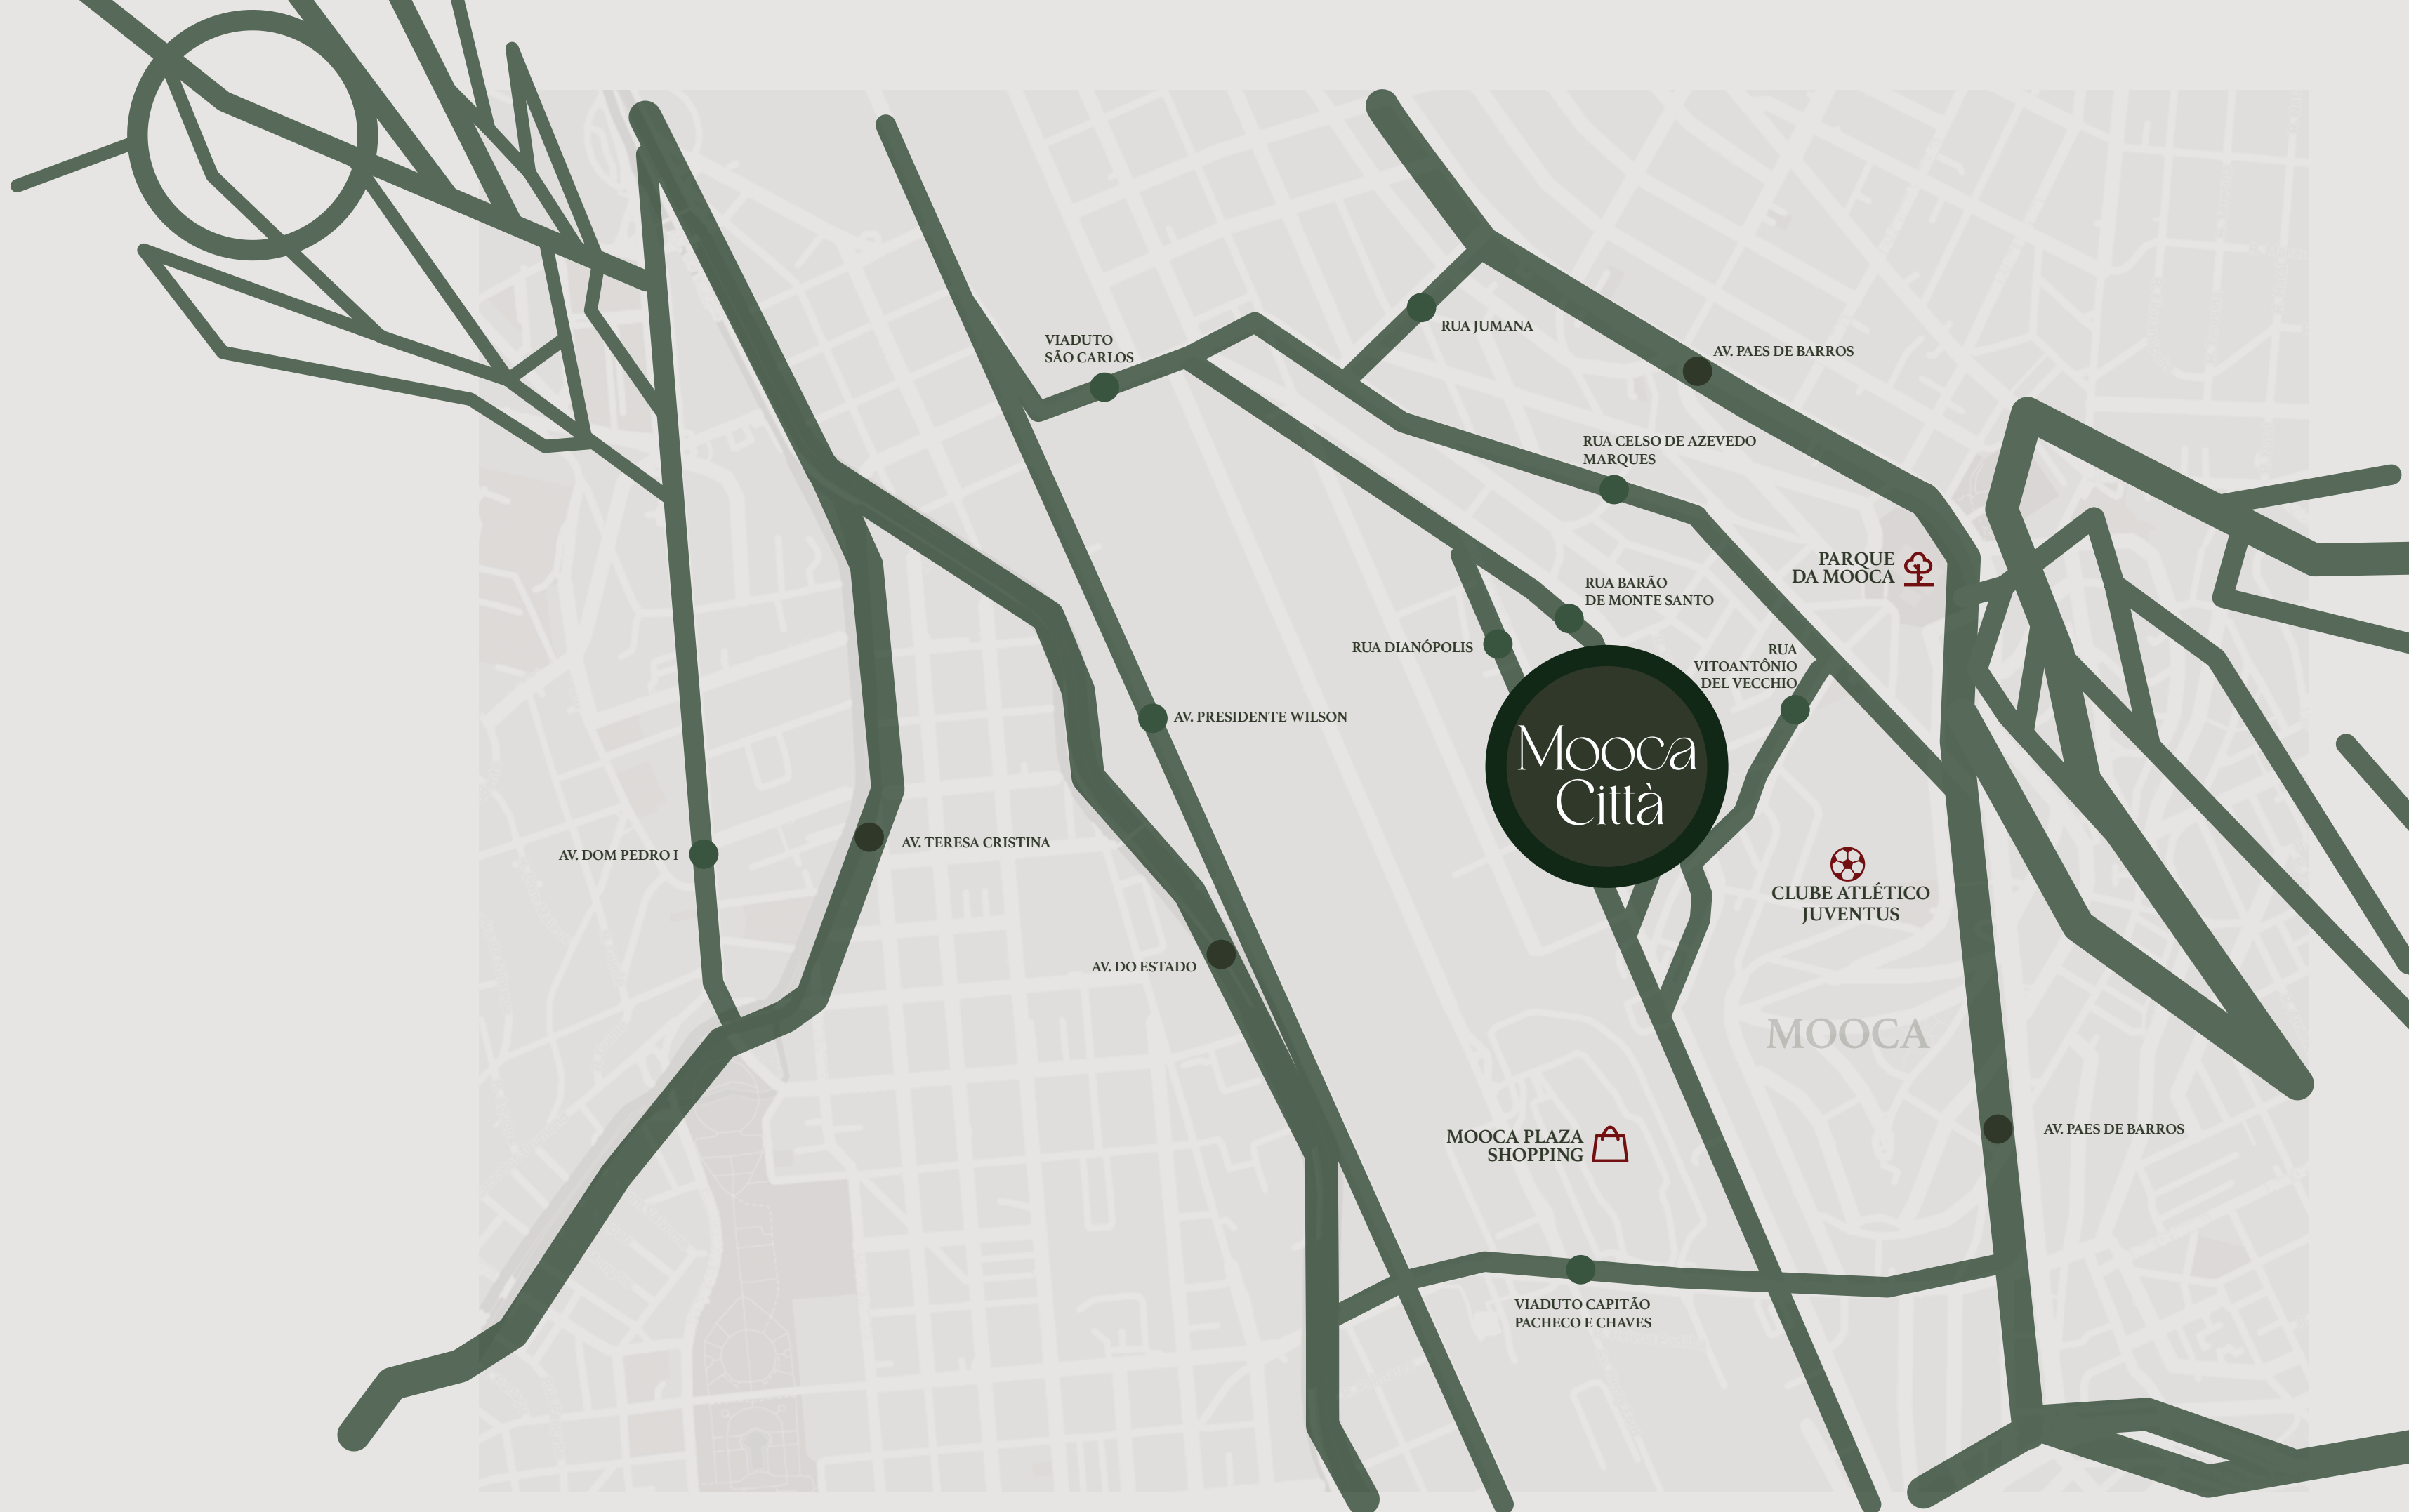 VIADUTO
SÃO CARLOS
RUA JUMANA
AV. PAES DE BARROS
RUA CELSO DE AZEVEDO
MARQUES
PARQUE
DA MOOCA
RUA BARÃO
DE MONTE SANTO
RUA DIANÓPOLIS
RUA
VITOANTÔNIO
DEL VECCHIO
AV. PRESIDENTE WILSON
Mooca
Città
AV. DOM PEDRO I
AV. TERESA CRISTINA
CLUBE ATLÉTICO
JUVENTUS
AV. DO ESTADO
MOOCA
MOOCA PLAZA
SHOPPING
AV. PAES DE BARROS
VIADUTO CAPITÃO
PACHECO E CHAVES